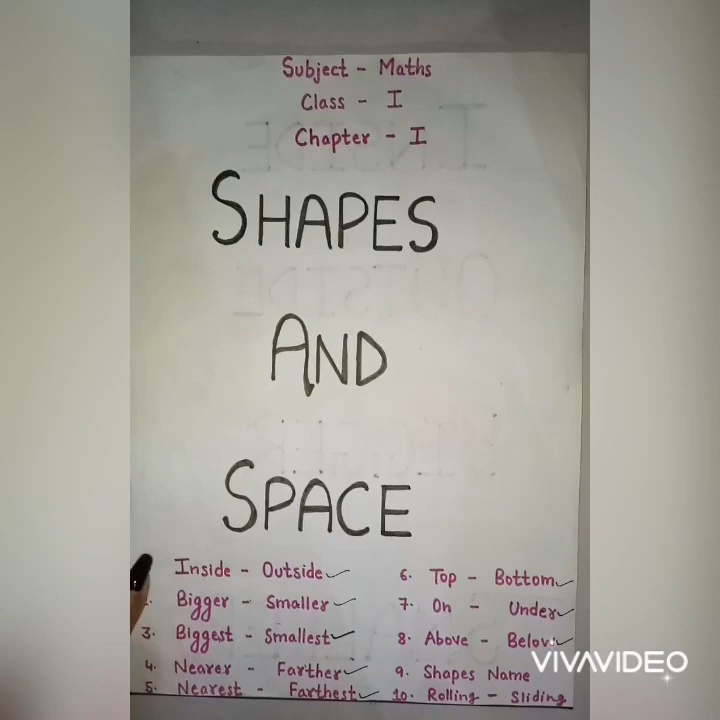 Subject - Maths
Class - I
Chapter - I
SHAPES
AND
SPACE
Inside - Outside
2. Bigger - Smaller
3. Biggest - Smallest
4. Nearer - Farther
5. Nearest - Farthest
6. Top - Bottom
7. On - Under
8. Above - Below
9. Shapes Name
10. Rolling - Sliding
VIVAVIDEO